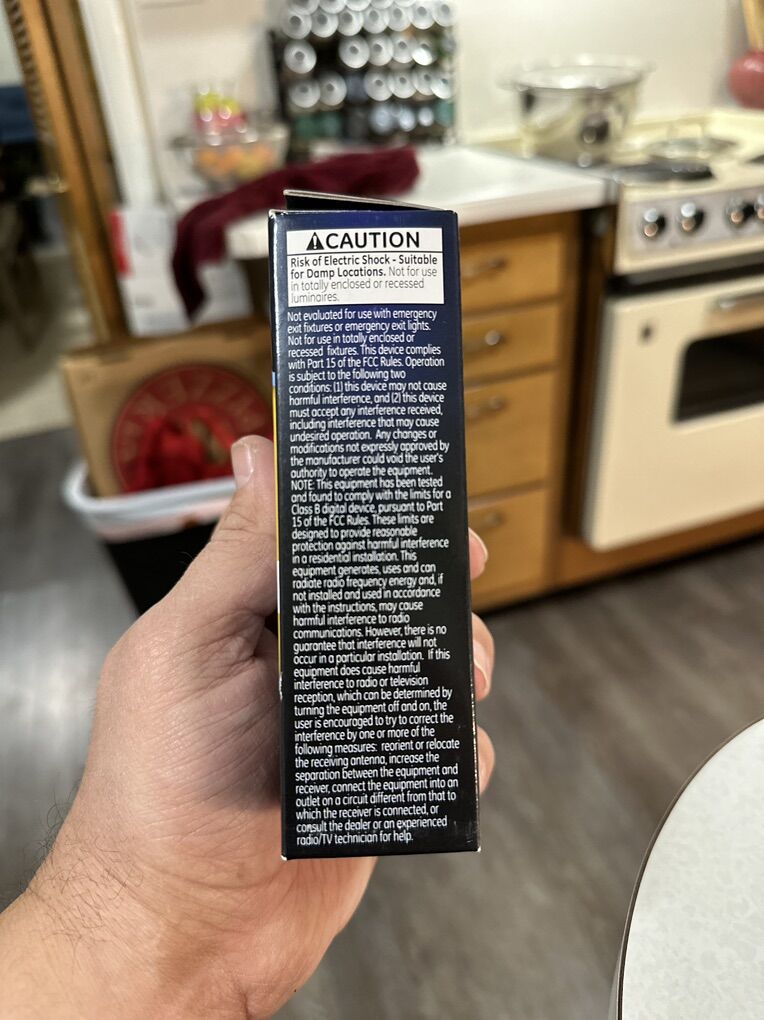 ⚠CAUTION
Risk of Electric Shock - Suitable
for Damp Locations. Not for use
in totally enclosed or recessed
luminaires.
Not evaluated for use with emergency
exit fixtures or emergency exit lights.
Not for use in totally enclosed or
recessed fixtures. This device complies
with Part 15 of the FCC Rules. Operation
is subject to the following two
conditions: (1) this device may not cause
harmful interference, and (2) this device
must accept any interference received,
including interference that may cause
undesired operation. Any changes or
modifications not expressly approved by
the manufacturer could void the user's
authority to operate the equipment.
NOTE: This equipment has been tested
and found to comply with the limits for a
Class B digital device, pursuant to Part
15 of the FCC Rules. These limits are
designed to provide reasonable
protection against harmful interference
in a residential installation. This
equipment generates, uses and can
radiate radio frequency energy and, if
not installed and used in accordance
with the instructions, may cause
harmful interference to radio
communications. However, there is no
guarantee that interference will not
occur in a particular installation. If this
equipment does cause harmful
interference to radio or television
reception, which can be determined by
turning the equipment off and on, the
user is encouraged to try to correct the
interference by one or more of the
following measures: reorient or relocate
the receiving antenna, increase the
separation between the equipment and
receiver, connect the equipment into an
outlet on a circuit different from that to
which the receiver is connected, or
consult the dealer or an experienced
radio/TV technician for help.